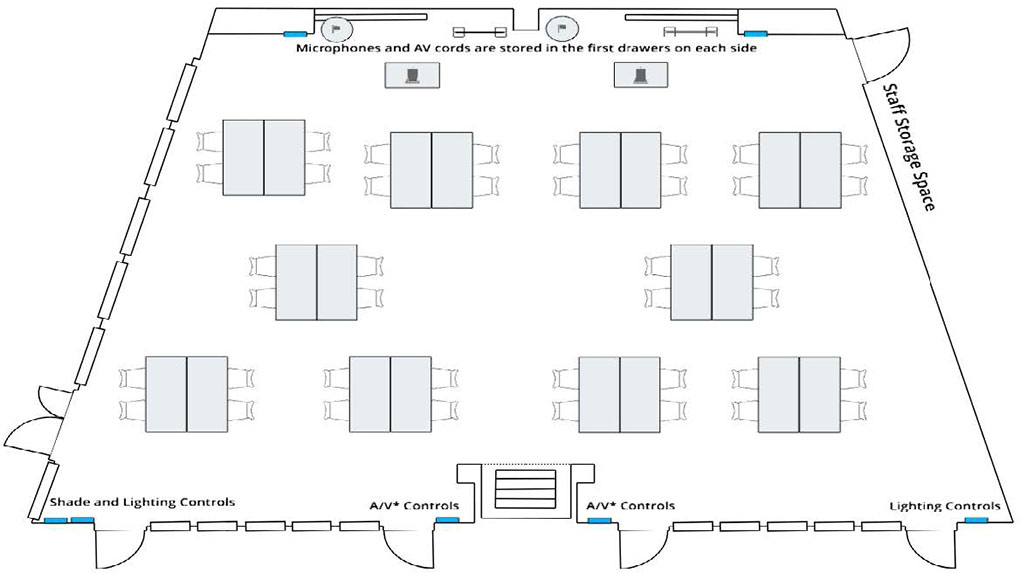 Microphones and AV cords are stored in the first drawers on each side
Staff Storage Space
Shade and Lighting Controls
A/V* Controls
A/V* Controls
Lighting Controls